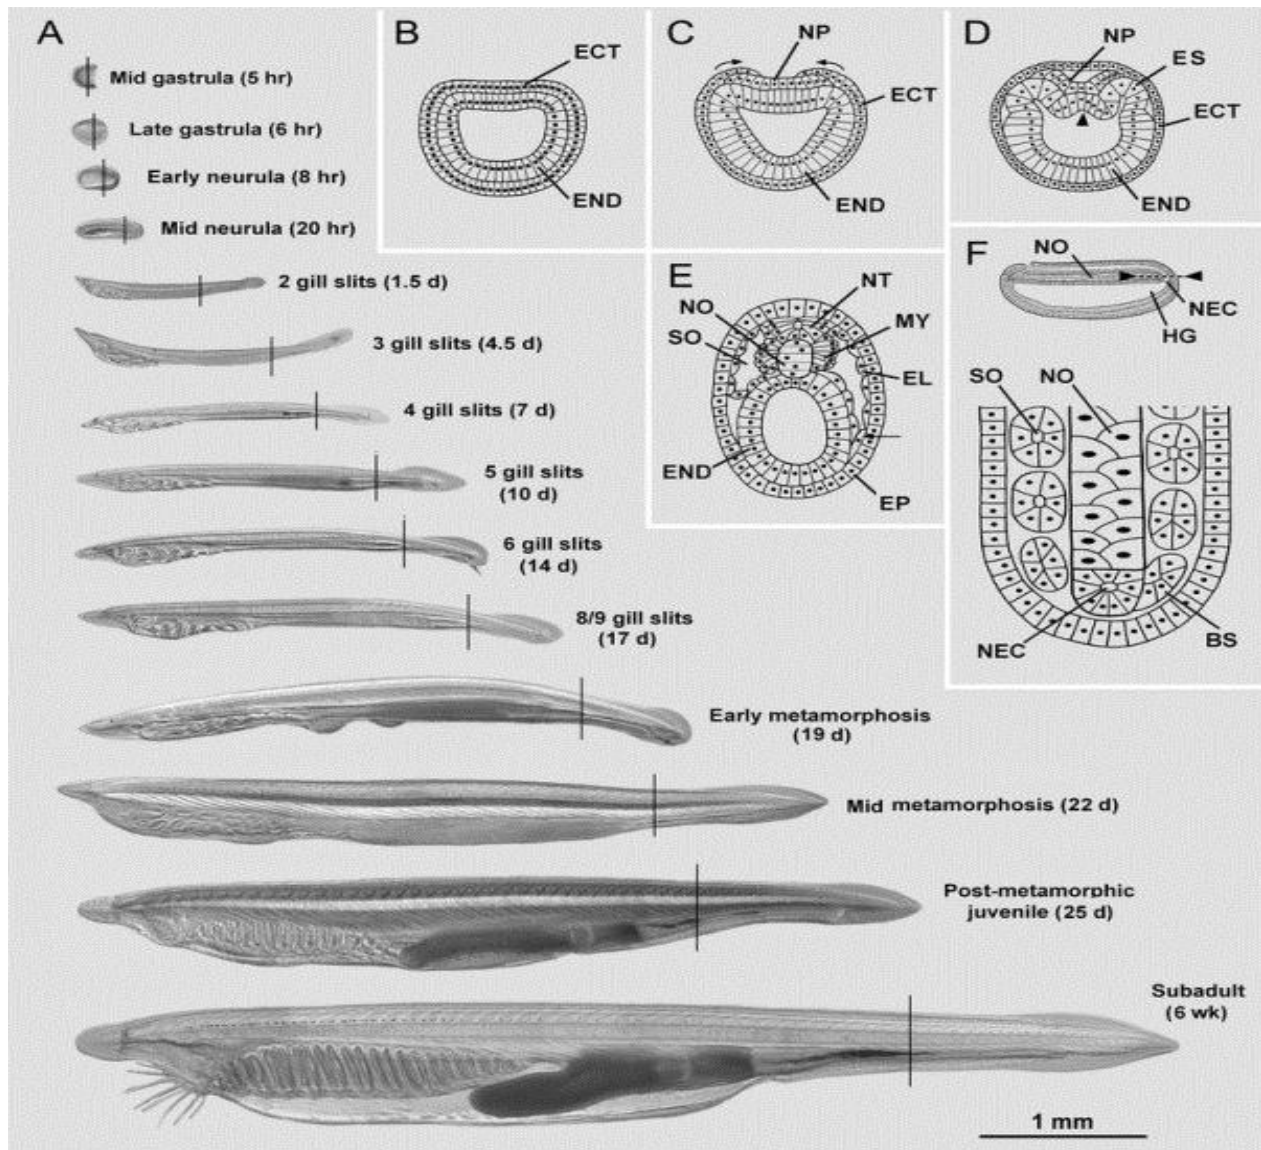 A
Mid gastrula (5 hr)
Late gastrula (6 hr)
Early neurula (8 hr)
Mid neurula (20 hr)
2 gill slits (1.5 d)
3 gill slits (4.5 d)
4 gill slits (7 d)
5 gill slits
(10 d)
6 gill slits
(14 d)
8/9 gill slits
(17 d)
Early metamorphosis
(19 d)
Mid metamorphosis (22 d)
Post-metamorphic
juvenile (25 d)
Subadult
(6 wk)
1 mm
B
ECT
END
C
NP
ECT
END
D
NP
ES
ECT
END
E
NT
NO
MY
SO
EL
END
EP
F
NO
NEC
HG
SO
NO
NEC
BS